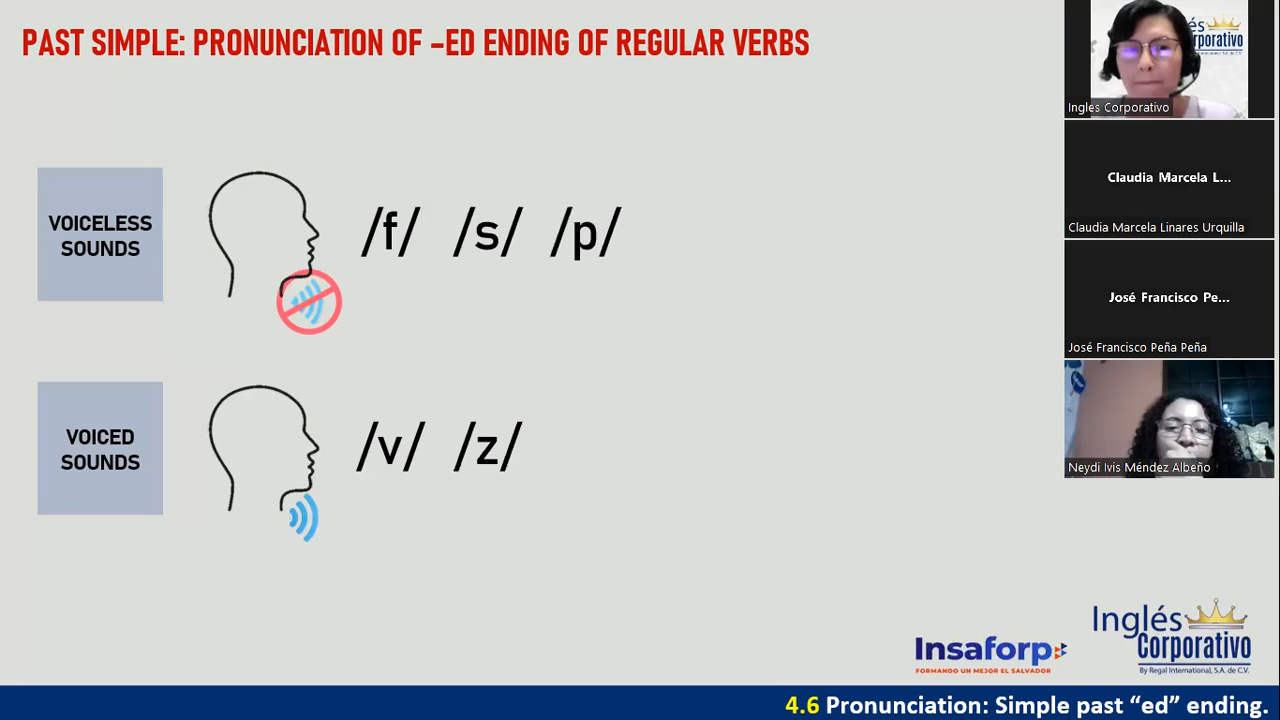 PAST SIMPLE: PRONUNCIATION OF -ED ENDING OF REGULAR VERBS
VOICELESS
SOUNDS
/f/ /s/ /p/
VOICED
SOUNDS
/v/ /z/
Insaforp
FORMANDO UN MEJOR EL SALVADOR
Inglés
Corporativo
By Regal International, S.A. de C.V.
4.6 Pronunciation: Simple past “ed” ending.
Ingles Corporativo
Claudia Marcela L...
Claudia Marcela Linares Urquilla
José Francisco Pe...
José Francisco Peña Peña
Neydi Ivis Méndez Albeño